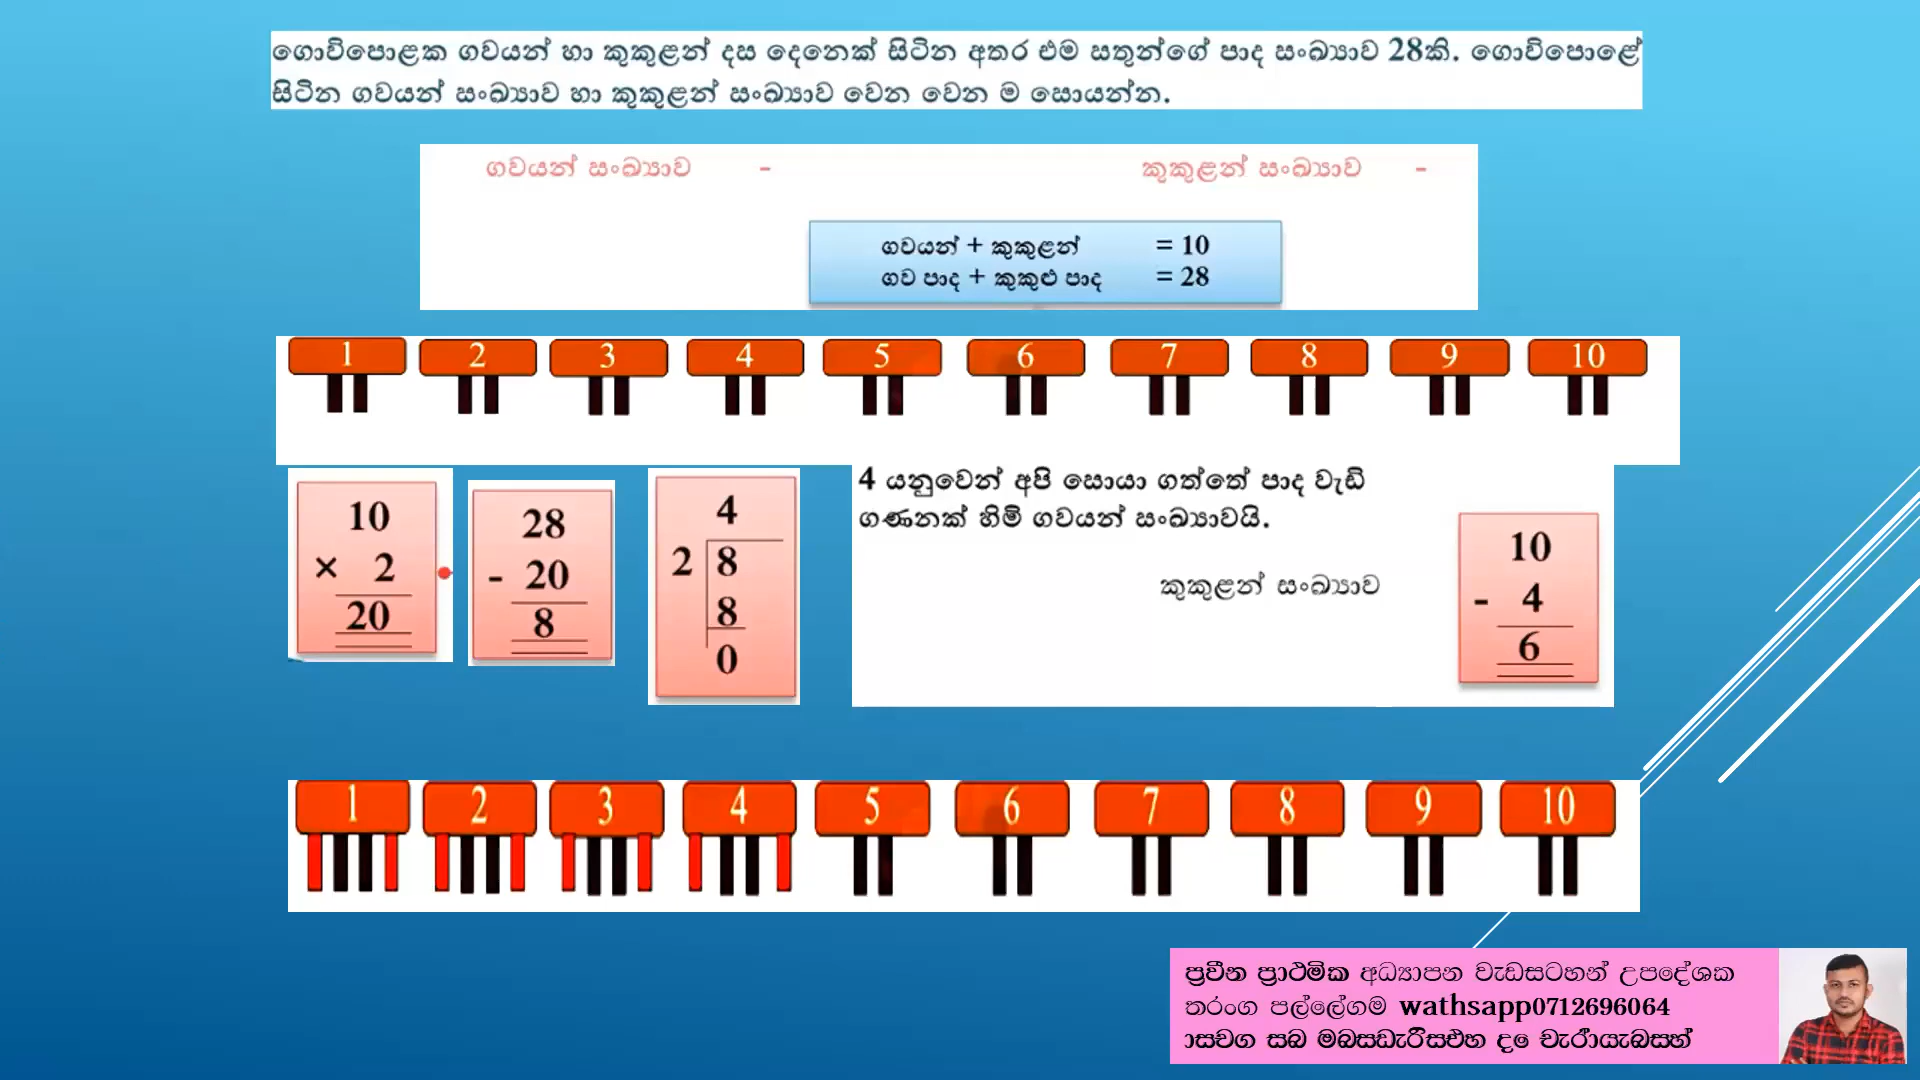 ගොවිපොළක ගවයන් හා කුකුළන් දස දෙනෙක් සිටින අතර එම සතුන්ගේ පාද සංඛ්‍යාව 28කි. ගොවිපොළේ
සිටින ගවයන් සංඛ්‍යාව හා කුකුළන් සංඛ්‍යාව වෙන වෙන ම සොයන්න.
ගවයන් සංඛ්‍යාව - කුකුළන් සංඛ්‍යාව -
ගවයන් + කුකුළන් = 10
ගව පාද + කුකුළු පාද = 28
1 2 3 4 5 6 7 8 9 10
10
× 2
20
28
- 20
8
4
2 8
8
0
4 යනුවෙන් අපි සොයා ගත්තේ පාද වැඩි
ගණනක් හිමි ගවයන් සංඛ්‍යාවයි.
කුකුළන් සංඛ්‍යාව
10
- 4
6
1 2 3 4 5 6 7 8 9 10
ප්‍රවීන ප්‍රාථමික අධ්‍යාපන වැඩසටහන් උපදේශක
තරංග පල්ලේගම wathsapp0712696064